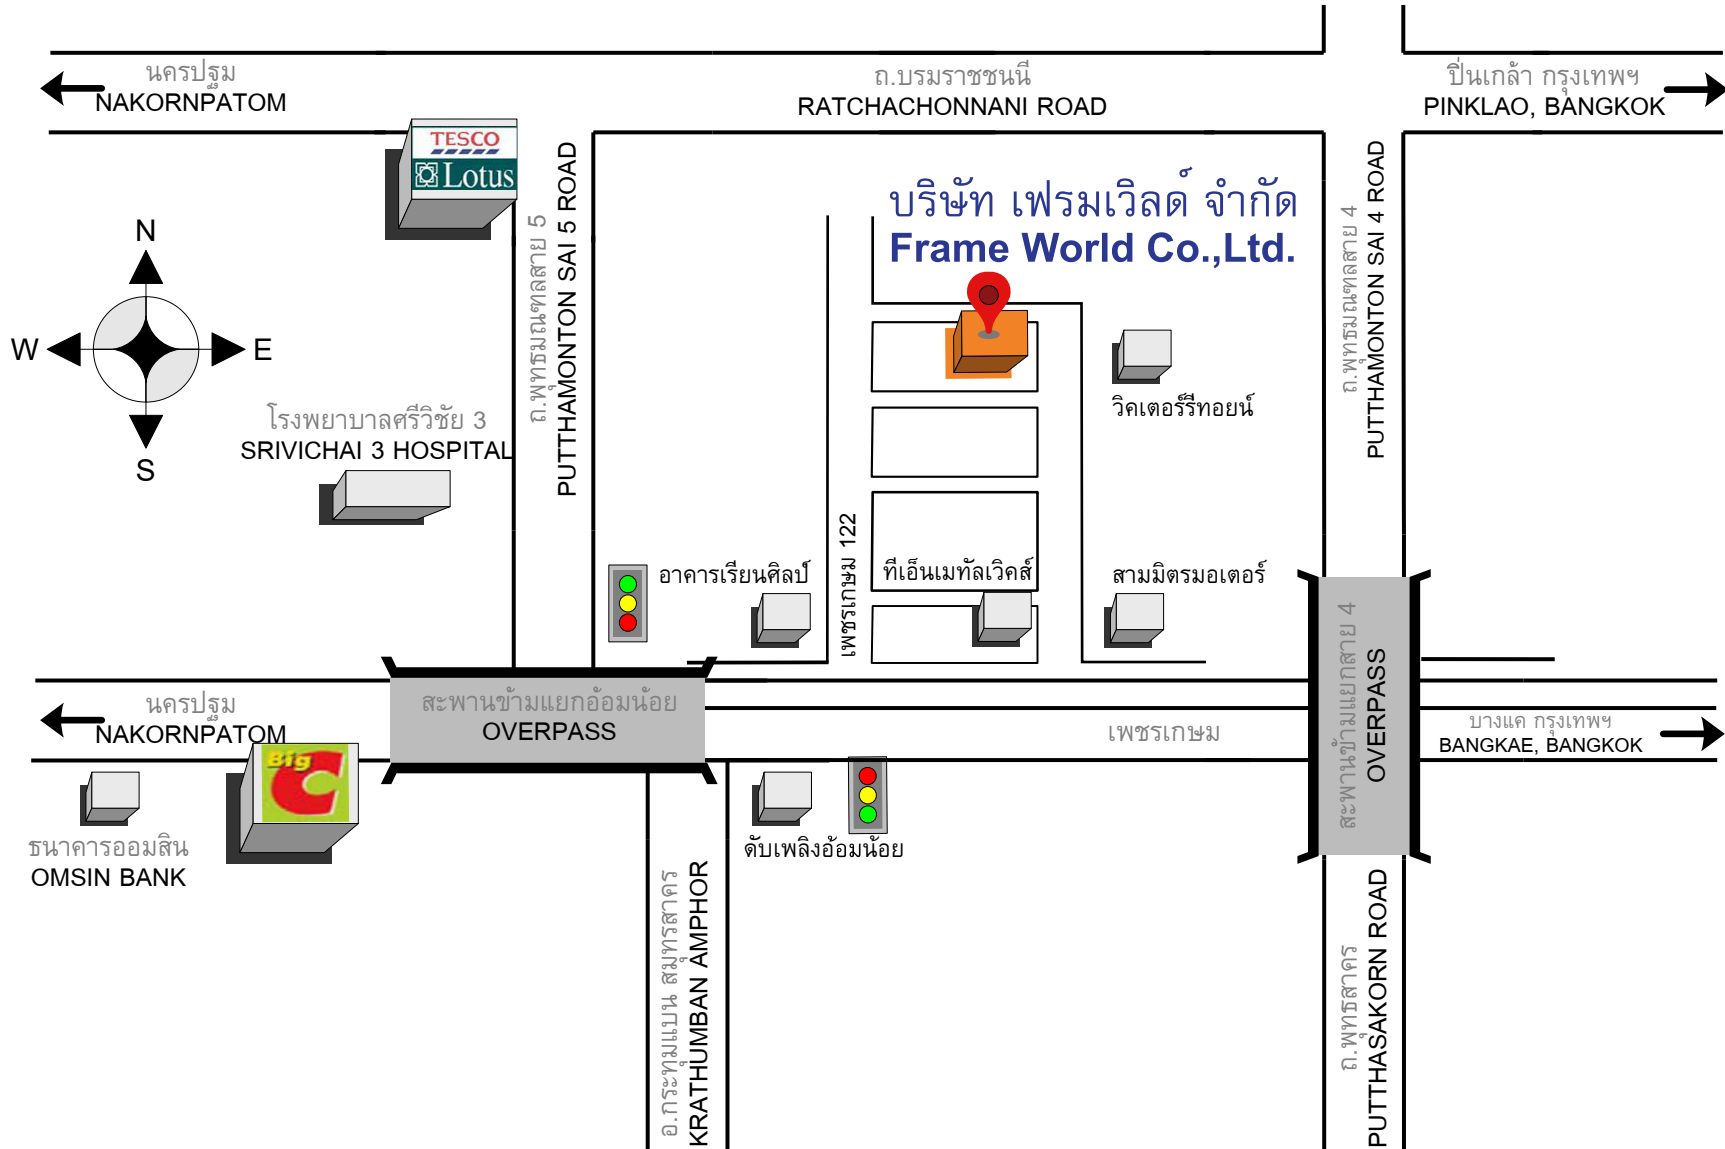 นครปฐม
NAKORNPATOM
ถ.บรมราชชนนี
RATCHACHONNANI ROAD
ปิ่นเกล้า กรุงเทพฯ
PINKLAO, BANGKOK
TESCO
Lotus
ถ.พุทธมณฑลสาย 5
PUTTHAMONTON SAI 5 ROAD
บริษัท เฟรมเวิลด์ จำกัด
Frame World Co.,Ltd.
ถ.พุทธมณฑลสาย 4
PUTTHAMONTON SAI 4 ROAD
N
W
E
S
วิคเตอร์รีทอยน์
โรงพยาบาลศรีวิชัย 3
SRIVICHAI 3 HOSPITAL
อาคารเรียนศิลป์
เพชรเกษม 122
ทีเอ็นเมทัลเวิคส์
สามมิตรมอเตอร์
นครปฐม
NAKORNPATOM
สะพานข้ามแยกอ้อมน้อย
OVERPASS
เพชรเกษม
สะพานข้ามแยกสาย 4
OVERPASS
บางแค กรุงเทพฯ
BANGKAE, BANGKOK
Big
C
ธนาคารออมสิน
OMSIN BANK
ดับเพลิงอ้อมน้อย
อ.กระทุ่มแบน สมุทรสาคร
KRATHUMBAN AMPHOR
ถ.พุทธสาคร
PUTTHASAKORN ROAD